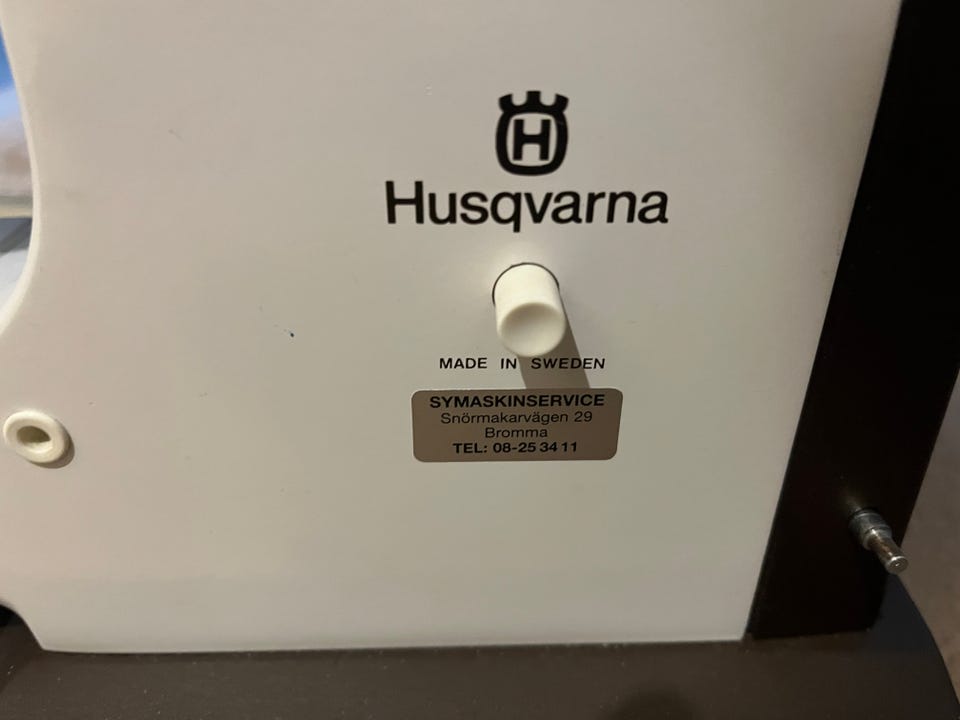 H
Husqvarna
MADE IN SWEDEN
SYMASKINSERVICE
Snörmakarvägen 29
Bromma
TEL: 08-25 34 11